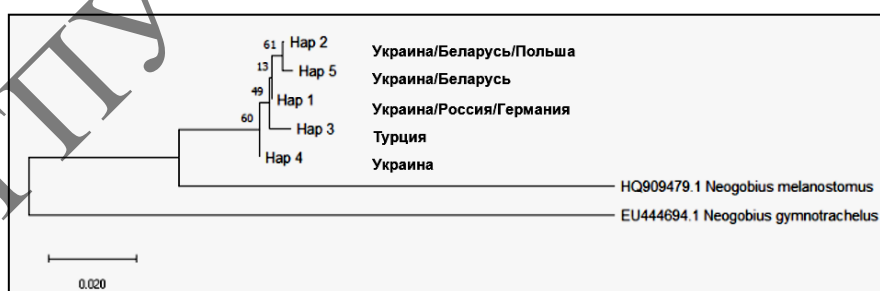 61 Hap 2
Украина/Беларусь/Польша
13 Hap 5
Украина/Беларусь
49 Hap 1
Украина/Россия/Германия
60 Hap 3
Турция
Hap 4
Украина
HQ909479.1 Neogobius melanostomus
EU444694.1 Neogobius gymnotrachelus
0.020